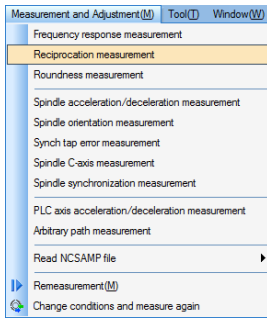 Measurement and Adjustment(M) Tool(T) Window(W)
Frequency response measurement
Reciprocation measurement
Roundness measurement
Spindle acceleration/deceleration measurement
Spindle orientation measurement
Synch tap error measurement
Spindle C-axis measurement
Spindle synchronization measurement
PLC axis acceleration/deceleration measurement
Arbitrary path measurement
Read NCSAMP file
Remeasurement(M)
Change conditions and measure again